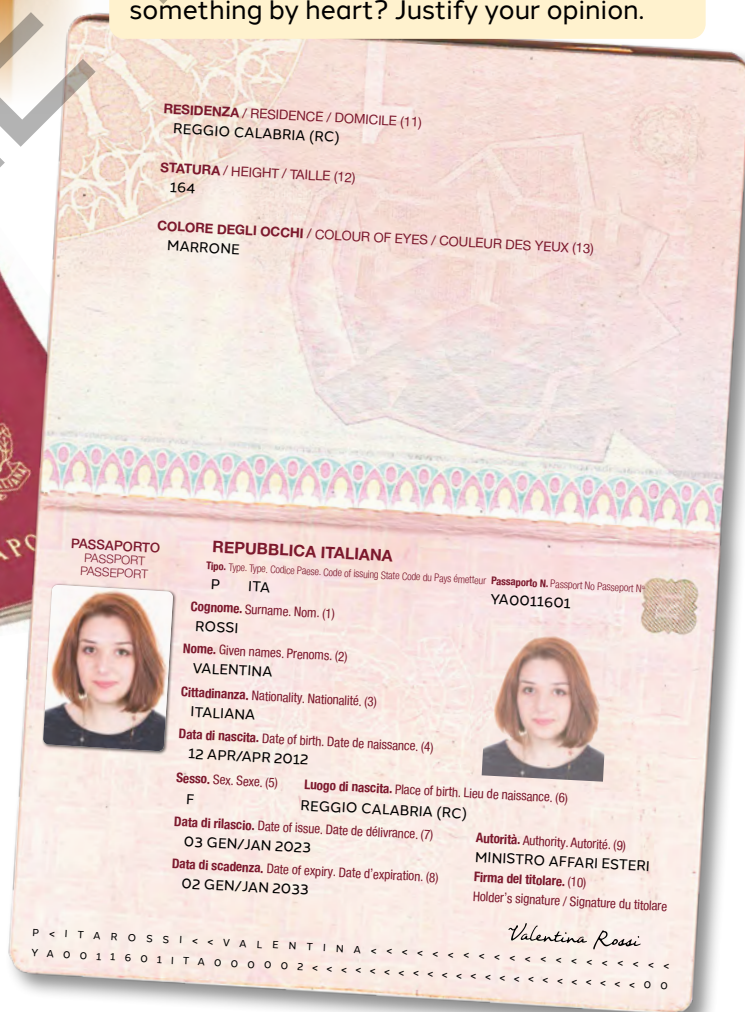 something by heart? Justify your opinion.
RESIDENZA / RESIDENCE / DOMICILE (11)
REGGIO CALABRIA (RC)
STATURA / HEIGHT / TAILLE (12)
164
COLORE DEGLI OCCHI / COLOUR OF EYES / COULEUR DES YEUX (13)
MARRONE
PASSAPORTO
PASSPORT
PASSEPORT
REPUBBLICA ITALIANA
Tipo. Type. Type. Codice Paese. Code of issuing State Code du Pays émetteur Passaporto N. Passport No Passeport N°
P ITA YA0011601
Cognome. Surname. Nom. (1)
ROSSI
Nome. Given names. Prenoms. (2)
VALENTINA
Cittadinanza. Nationality. Nationalité. (3)
ITALIANA
Data di nascita. Date of birth. Date de naissance. (4)
12 APR/APR 2012
Sesso. Sex. Sexe. (5) Luogo di nascita. Place of birth. Lieu de naissance. (6)
F REGGIO CALABRIA (RC)
Data di rilascio. Date of issue. Date de délivrance. (7) Autorità. Authority. Autorité. (9)
03 GEN/JAN 2023 MINISTRO AFFARI ESTERI
Data di scadenza. Date of expiry. Date d'expiration. (8) Firma del titolare. (10)
02 GEN/JAN 2033 Holder's signature / Signature du titolare
Valentina Rossi
P<ITAROSSI<<VALENTINA<<<<<<<<<<<<<<<<<<<
YA0011601ITA000002<<<<<<<<<<<<<<<<<<<<<<00